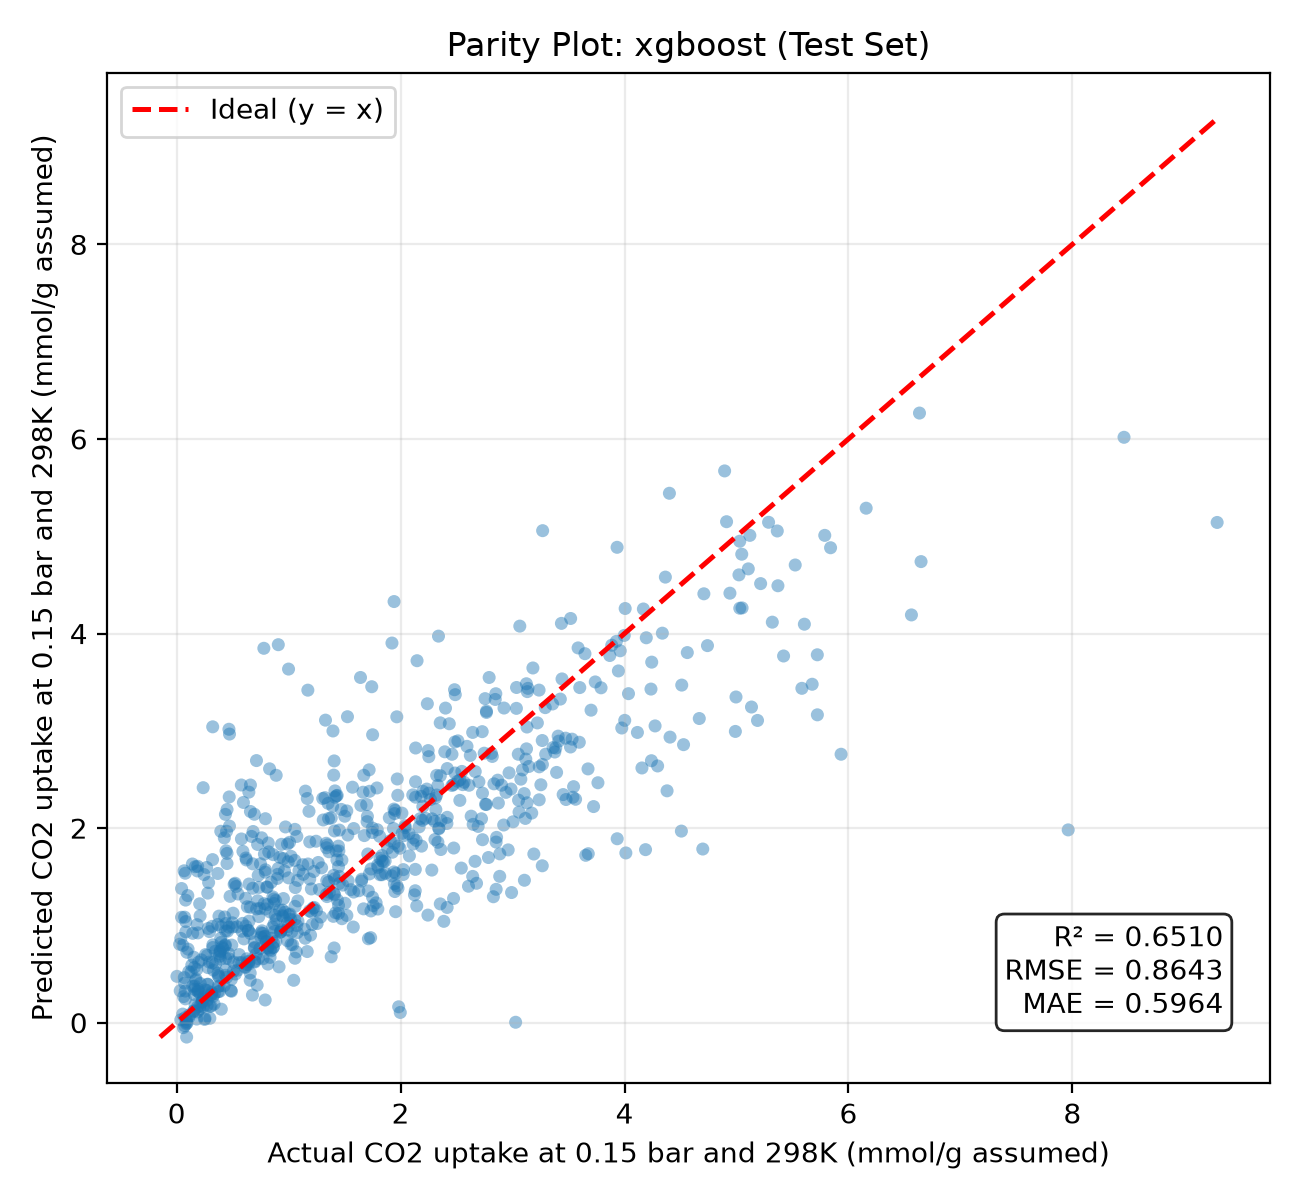 Parity Plot: xgboost (Test Set)
Ideal (y = x)
Predicted CO2 uptake at 0.15 bar and 298K (mmol/g assumed)
8
6
4
2
0
R² = 0.6510
RMSE = 0.8643
MAE = 0.5964
0 2 4 6 8
Actual CO2 uptake at 0.15 bar and 298K (mmol/g assumed)